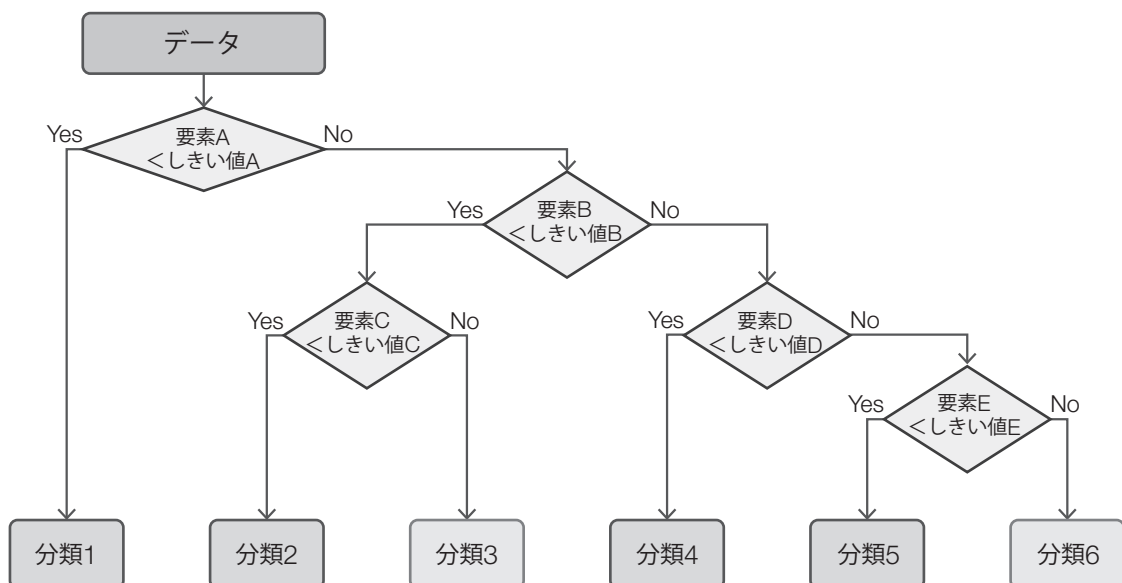 データ
Yes
要素A
<しきい値A
No
Yes
要素B
<しきい値B
No
Yes
要素C
<しきい値C
No
Yes
要素D
<しきい値D
No
Yes
要素E
<しきい値E
No
分類1
分類2
分類3
分類4
分類5
分類6